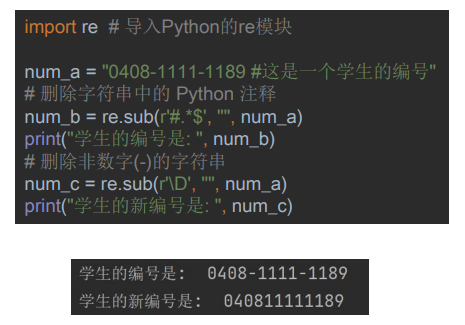 import re  # 导入Python的re模块
num_a = "0408-1111-1189 #这是一个学生的编号"
# 删除字符串中的 Python 注释
num_b = re.sub(r'#.*$', "", num_a)
print("学生的编号是: ", num_b)
# 删除非数字(-)的字符串
num_c = re.sub(r'\D', "", num_a)
print("学生的新编号是: ", num_c)
学生的编号是:  0408-1111-1189
学生的新编号是:  040811111189